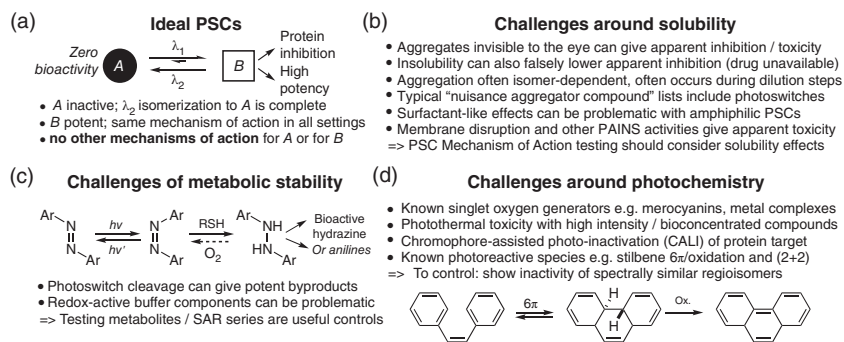 (a)
Ideal PSCs
Zero
bioactivity
A
λ1
λ2
B
Protein
inhibition
High
potency
• A inactive; λ2 isomerization to A is complete
• B potent; same mechanism of action in all settings
• no other mechanisms of action for A or for B
(b)
Challenges around solubility
• Aggregates invisible to the eye can give apparent inhibition / toxicity
• Insolubility can also falsely lower apparent inhibition (drug unavailable)
• Aggregation often isomer-dependent, often occurs during dilution steps
• Typical “nuisance aggregator compound” lists include photoswitches
• Surfactant-like effects can be problematic with amphiphilic PSCs
• Membrane disruption and other PAINS activities give apparent toxicity
=> PSC Mechanism of Action testing should consider solubility effects
(c)
Challenges of metabolic stability
Ar
N
N
Ar
hν
hν'
Ar
N
N
Ar
RSH
O2
Ar
NH
HN
Ar
Bioactive
hydrazine
Or anilines
• Photoswitch cleavage can give potent byproducts
• Redox-active buffer components can be problematic
=> Testing metabolites / SAR series are useful controls
(d)
Challenges around photochemistry
• Known singlet oxygen generators e.g. merocyanins, metal complexes
• Photothermal toxicity with high intensity / bioconcentrated compounds
• Chromophore-assisted photo-inactivation (CALI) of protein target
• Known photoreactive species e.g. stilbene 6π/oxidation and (2+2)
=> To control: show inactivity of spectrally similar regioisomers
6π
H
H
Ox.